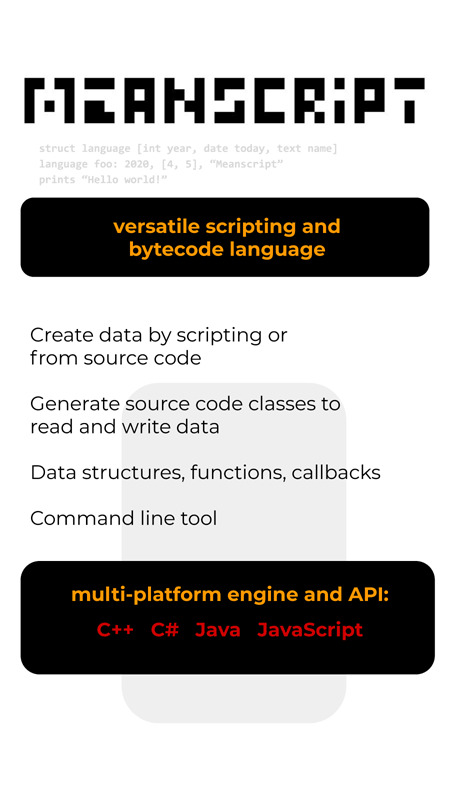 MEANSCRIPT
struct language [int year, date today, text name]
language foo: 2020, [4, 5], “Meanscript”
prints “Hello world!”
versatile scripting and
bytecode language
Create data by scripting or
from source code
Generate source code classes to
read and write data
Data structures, functions, callbacks
Command line tool
multi-platform engine and API:
C++ C# Java JavaScript